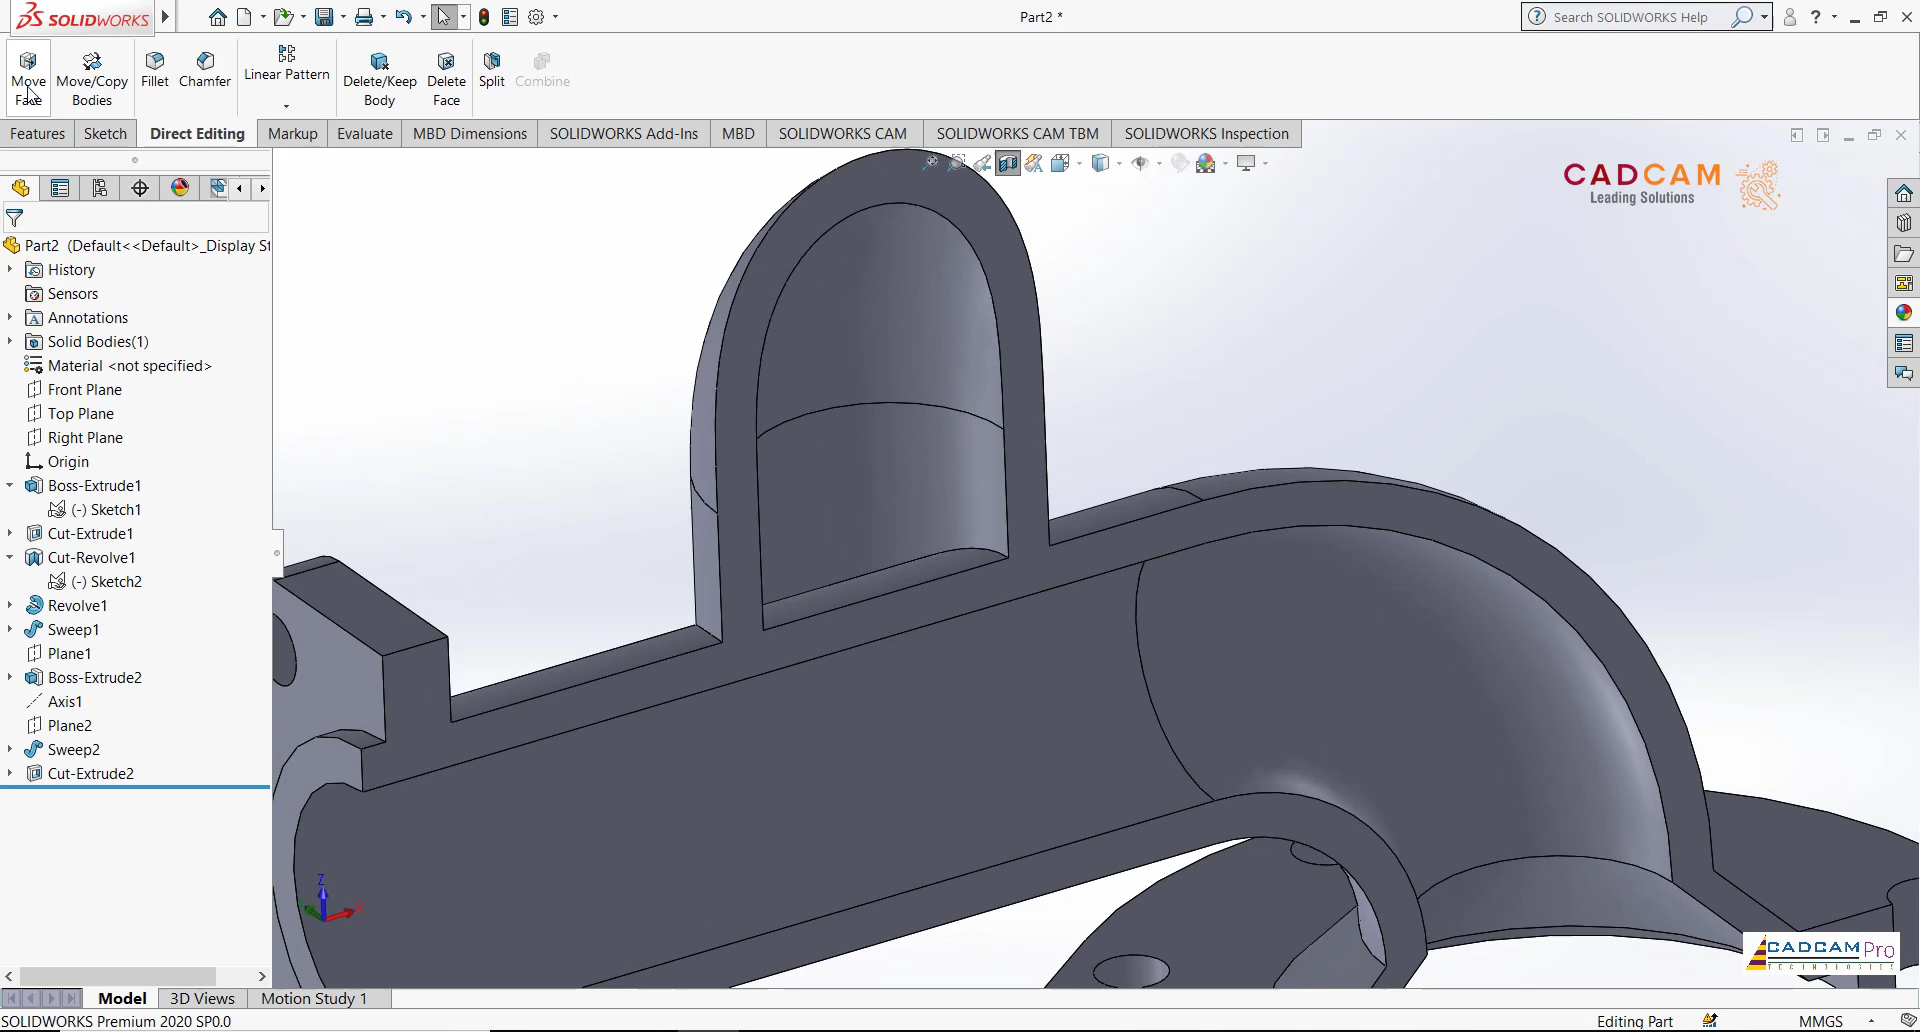 SOLIDWORKS
Part2 *
Search SOLIDWORKS Help
Move Face
Move/Copy Bodies
Fillet
Chamfer
Linear Pattern
Delete/Keep Body
Delete Face
Split
Combine
Features
Sketch
Direct Editing
Markup
Evaluate
MBD Dimensions
SOLIDWORKS Add-Ins
MBD
SOLIDWORKS CAM
SOLIDWORKS CAM TBM
SOLIDWORKS Inspection
CADCAM
Leading Solutions
Part2 (Default<<Default>_Display St
History
Sensors
Annotations
Solid Bodies(1)
Material <not specified>
Front Plane
Top Plane
Right Plane
Origin
Boss-Extrude1
(-) Sketch1
Cut-Extrude1
Cut-Revolve1
(-) Sketch2
Revolve1
Sweep1
Plane1
Boss-Extrude2
Axis1
Plane2
Sweep2
Cut-Extrude2
Z
X
CADCAM Pro
TECHNOLOGIES
Model
3D Views
Motion Study 1
SOLIDWORKS Premium 2020 SP0.0
Editing Part
MMGS